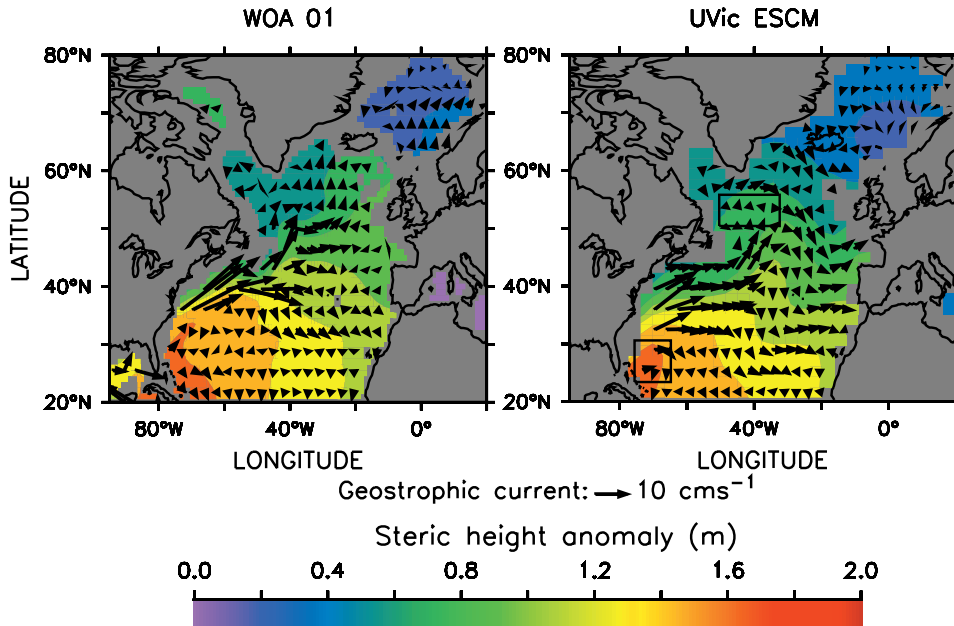 WOA 01
UVic ESCM
80°N
60°N
40°N
20°N
LATITUDE
80°W
40°W
0°
LONGITUDE
80°N
60°N
40°N
20°N
80°W
40°W
0°
LONGITUDE
Geostrophic current: → 10 cms⁻¹
Steric height anomaly (m)
0.0 0.4 0.8 1.2 1.6 2.0